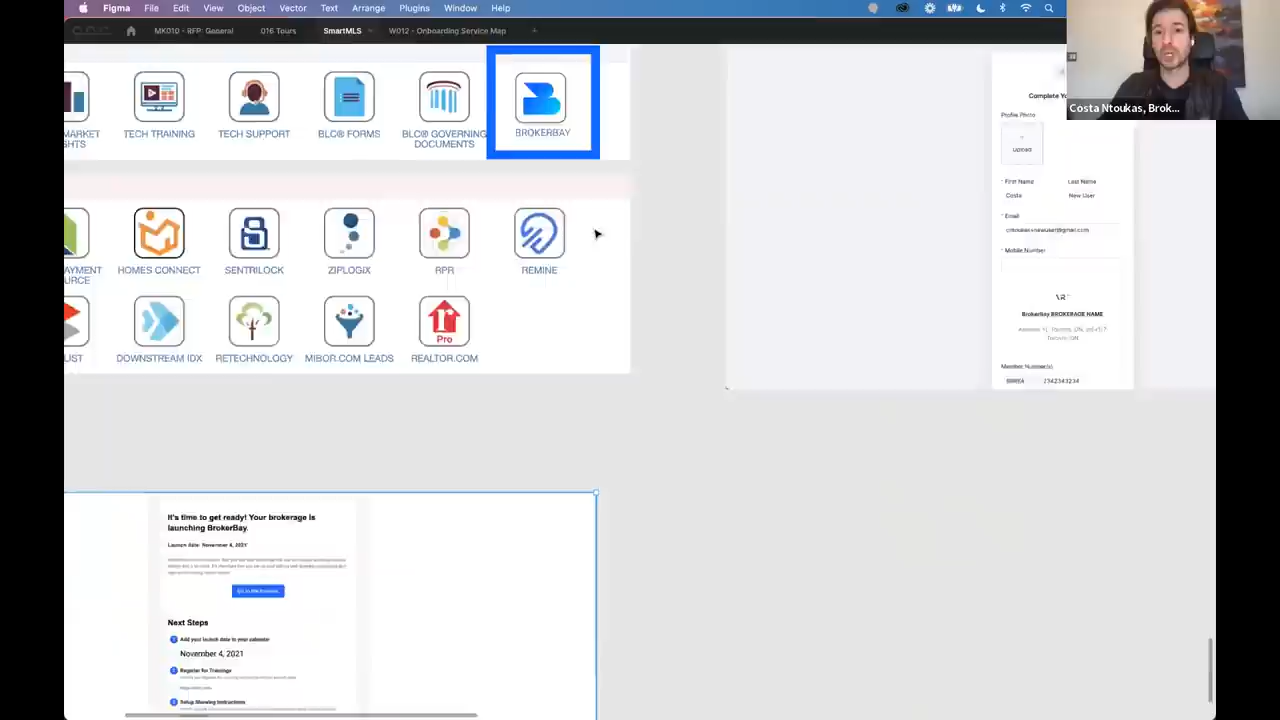 Figma File Edit View Object Vector Text Arrange Plugins Window Help
MK010 - RFP: General
016 Tours
SmartMLS
W012 - Onboarding Service Map
+
Costa Ntoukas, Brok...
MARKET
TECH TRAINING
TECH SUPPORT
BLC® FORMS
BLC® GOVERNING
DOCUMENTS
BROKERBAY
HOMES CONNECT
SENTRILOCK
ZIPLOGIX
RPR
REMINE
Pro
LIST
DOWNSTREAM IDX
RETECHNOLOGY
MIBOR.COM LEADS
REALTOR.COM
Complete Yo
Profile Photo
+
Upload
* First Name
Last Name
Costa
New User
* Email
* Mobile Number
BrokerBay BROKERAGE NAME
Member Number(s)
2342343234
It's time to get ready! Your brokerage is
launching BrokerBay.
Launch date: November 4, 2021
Next Steps
1 Add your launch date to your calendar
November 4, 2021
2 Register for Trainings
3 Setup Showing Instructions